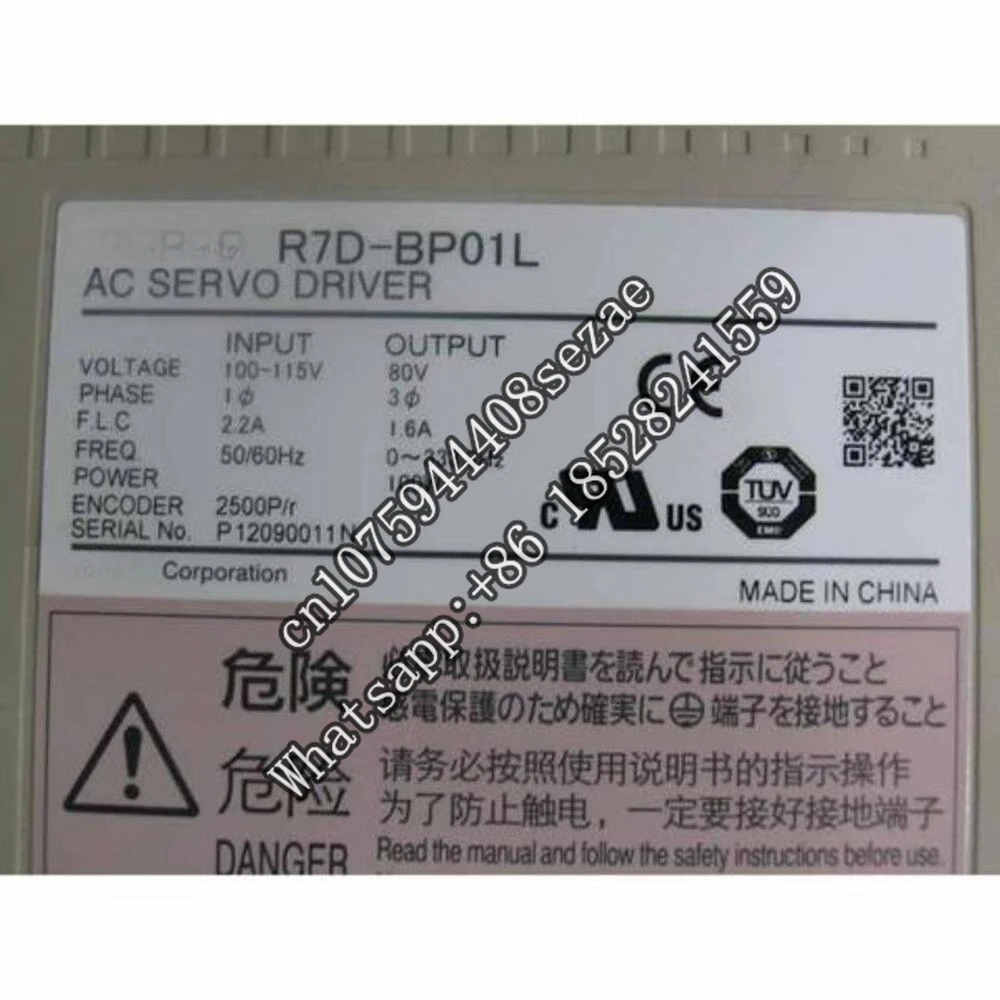 R7D-BP01L
AC SERVO DRIVER
INPUT OUTPUT
VOLTAGE 100-115V 80V
PHASE 1φ 3φ
F.L.C 2.2A 1.6A
FREQ. 50/60Hz
POWER
ENCODER 2500P/r
SERIAL No. P12090011N
Corporation
CE
C US
TUV
SUD
EMC
MADE IN CHINA
cn1075944408sezae
Whatsapp:+86 18528241559
危険
取扱説明書を読んで指示に従うこと
感電保護のため確実に 端子を接地すること
危险
请务必按照使用说明书的指示操作
为了防止触电，一定要接好接地端子
DANGER
Read the manual and follow the safety instructions before use.